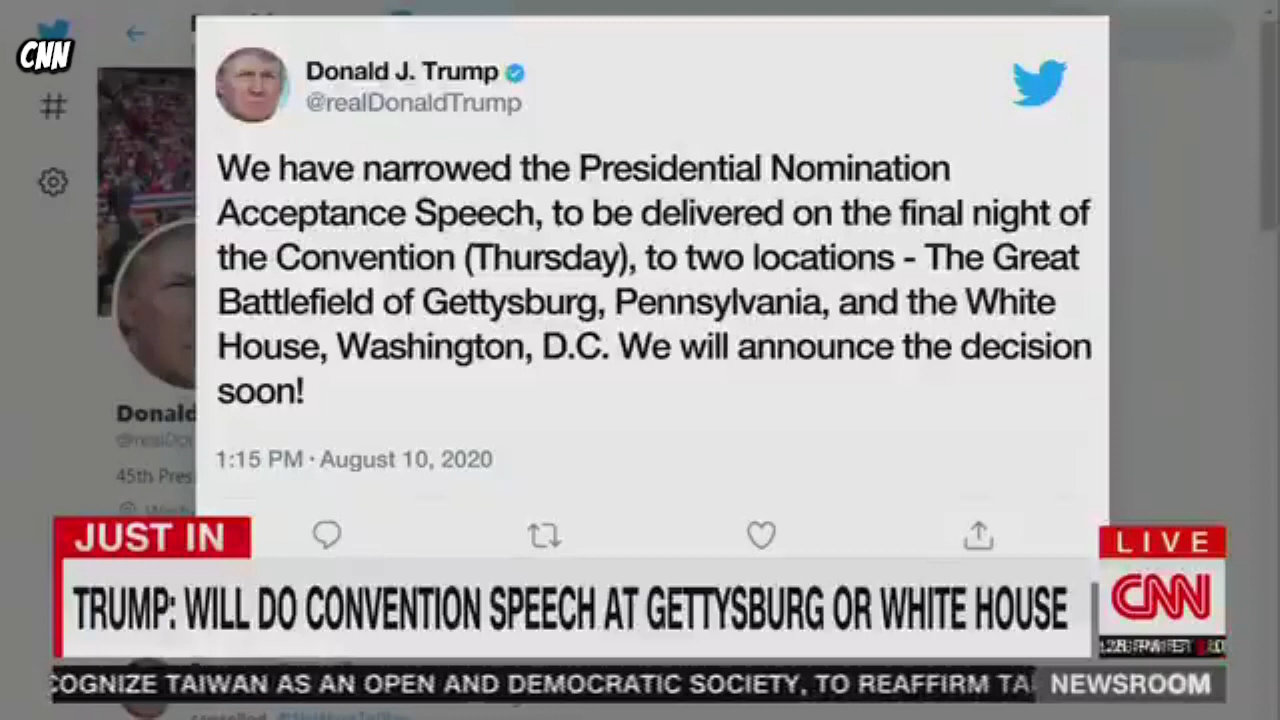 CNN
Donald J. Trump
@realDonaldTrump
We have narrowed the Presidential Nomination
Acceptance Speech, to be delivered on the final night of
the Convention (Thursday), to two locations - The Great
Battlefield of Gettysburg, Pennsylvania, and the White
House, Washington, D.C. We will announce the decision
soon!
1:15 PM · August 10, 2020
Donald
45th Pres
JUST IN
TRUMP: WILL DO CONVENTION SPEECH AT GETTYSBURG OR WHITE HOUSE
LIVE
CNN
OGNIZE TAIWAN AS AN OPEN AND DEMOCRATIC SOCIETY, TO REAFFIRM TA
NEWSROOM